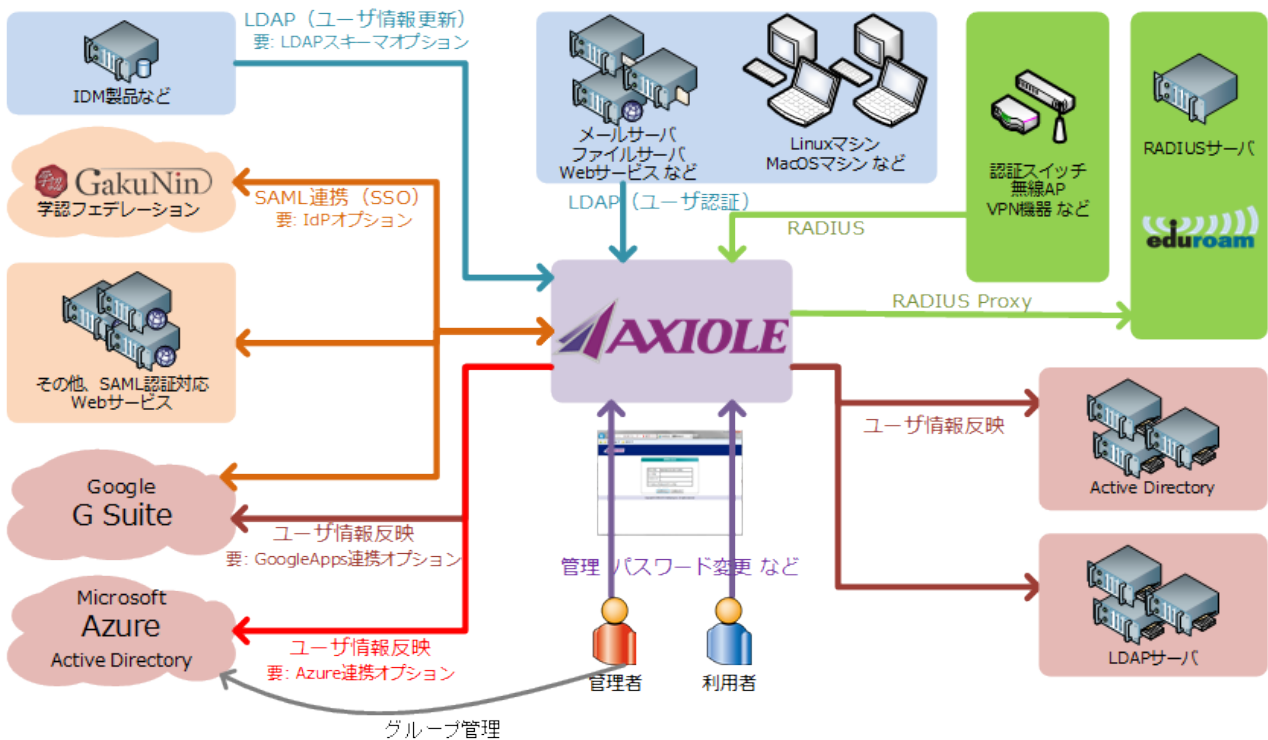 LDAP（ユーザ情報更新）
要: LDAPスキーマオプション
IDM製品など
メールサーバ
ファイルサーバ
Webサービス など
Linuxマシン
MacOSマシン など
認証スイッチ
無線AP
VPN機器 など
RADIUSサーバ
eduroam
学認
GakuNin
学認フェデレーション
SAML連携（SSO）
要: IdPオプション
LDAP（ユーザ認証）
RADIUS
RADIUS Proxy
AXIOLE
その他、SAML認証対応
Webサービス
ユーザ情報反映
Active Directory
Google
G Suite
ユーザ情報反映
要: GoogleApps連携オプション
管理 パスワード変更 など
Microsoft
Azure
Active Directory
ユーザ情報反映
要: Azure連携オプション
管理者
利用者
LDAPサーバ
グループ管理